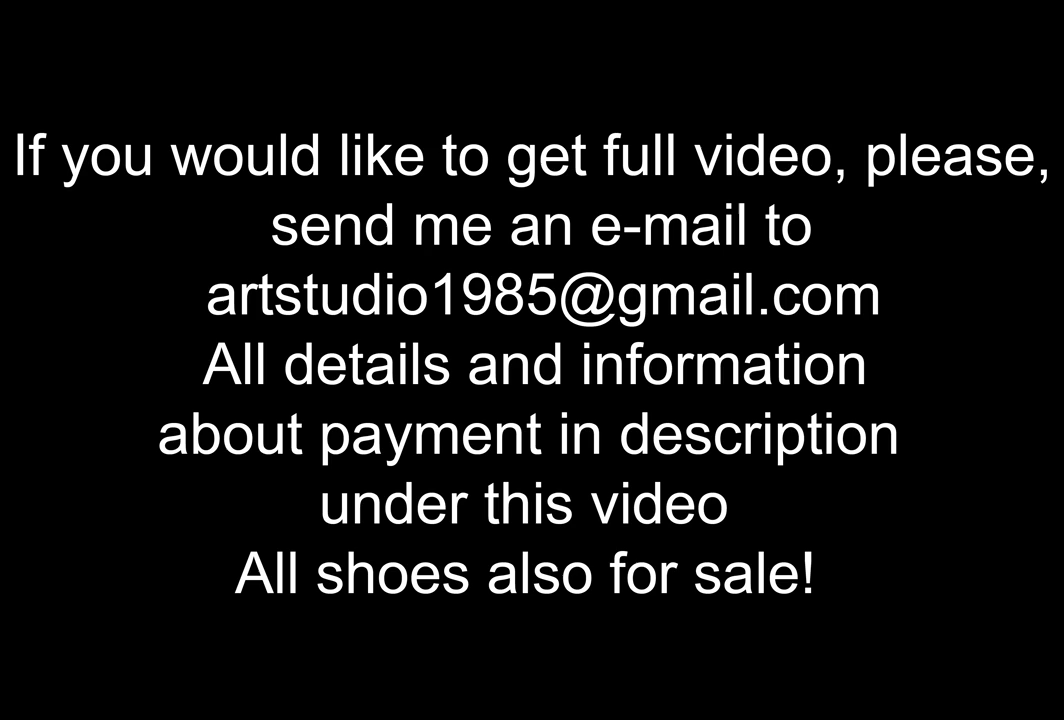 If you would like to get full video, please,
send me an e-mail to
artstudio1985@gmail.com
All details and information
about payment in description
under this video
All shoes also for sale!